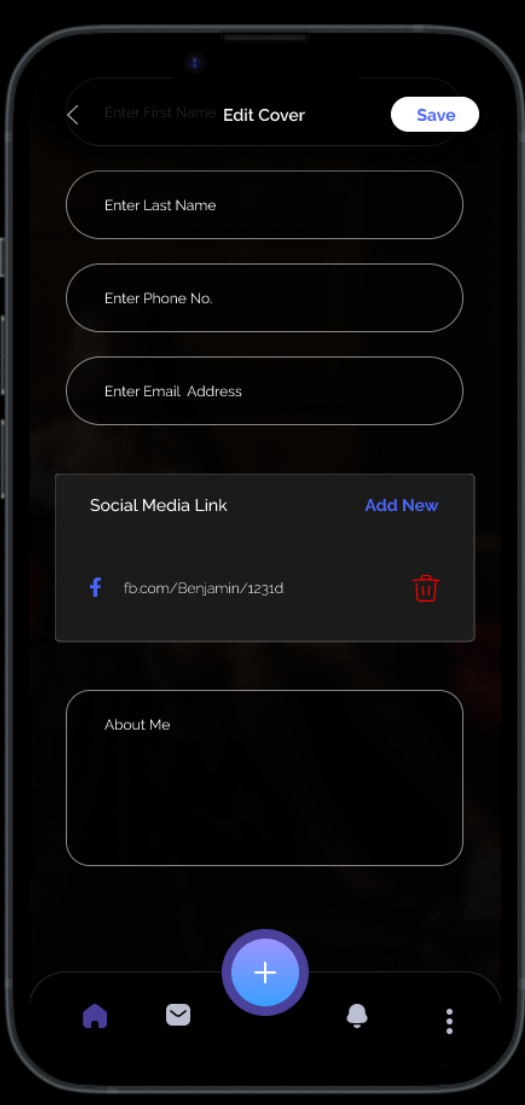 Enter First Name
Edit Cover
Save
Enter Last Name
Enter Phone No.
Enter Email Address
Social Media Link
Add New
fb.com/Benjamin/1231d
About Me